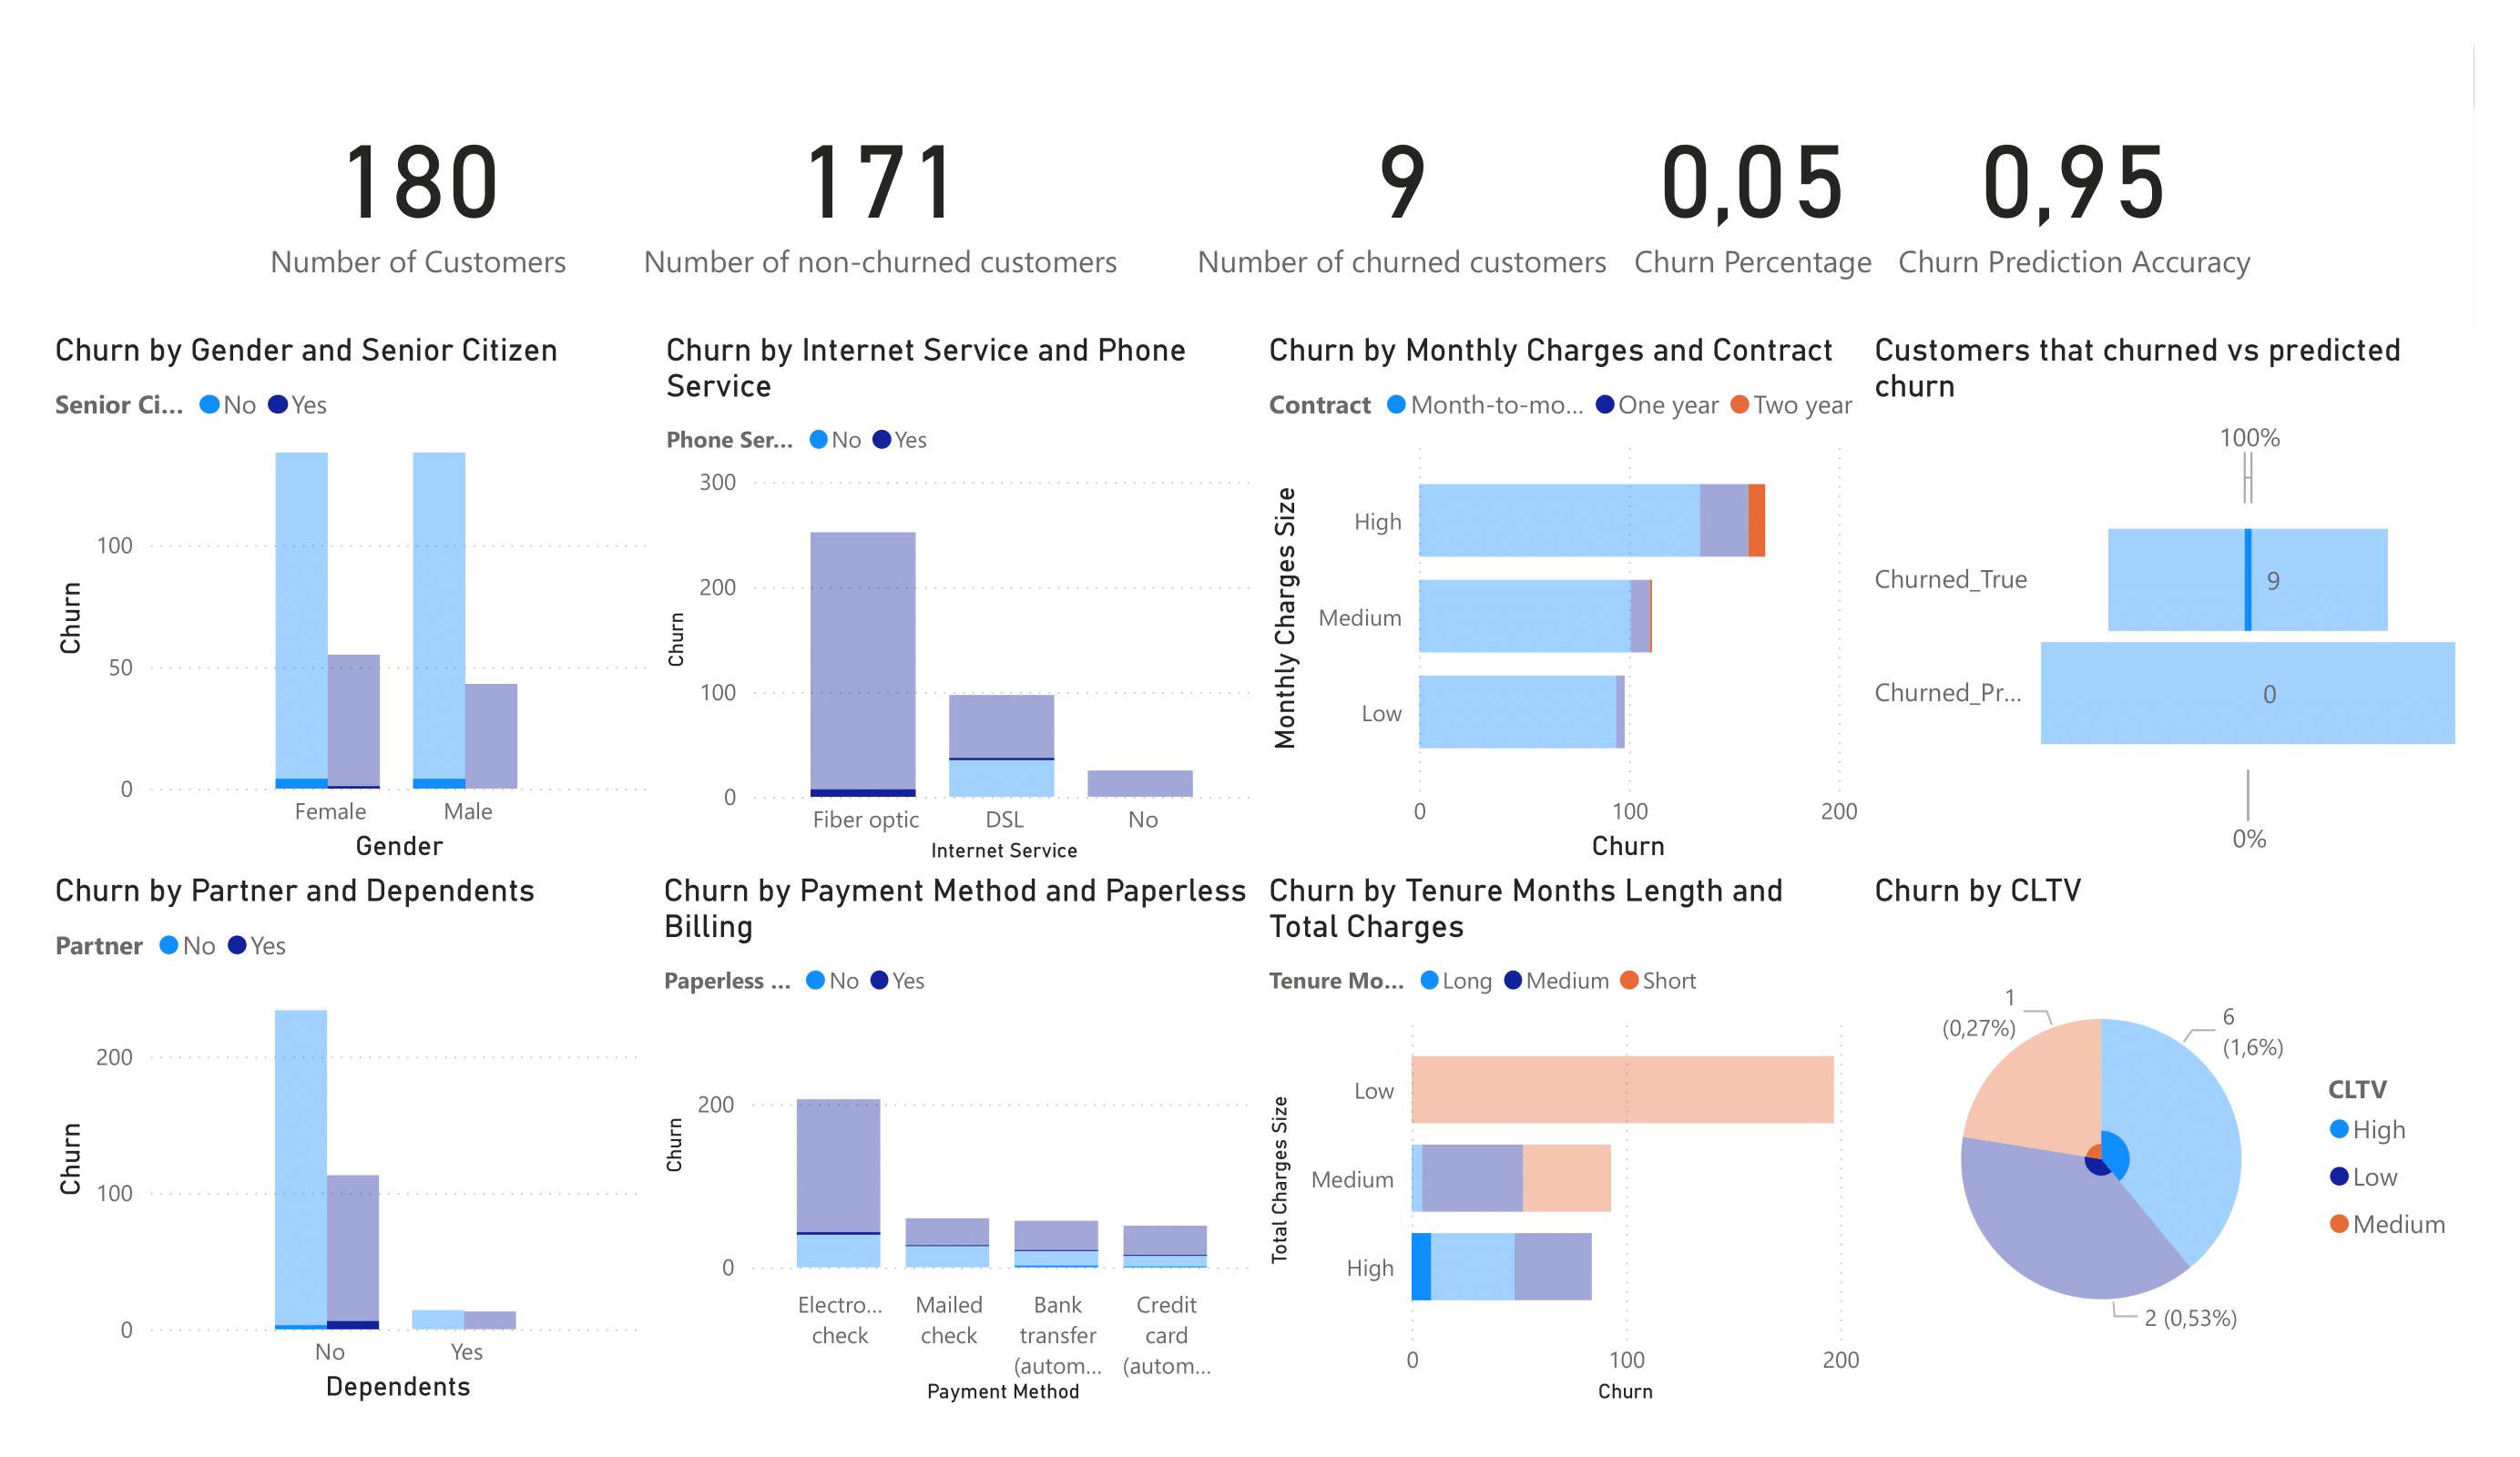 180
Number of Customers
171
Number of non-churned customers
9
Number of churned customers
0,05
Churn Percentage
0,95
Churn Prediction Accuracy
Churn by Gender and Senior Citizen
Senior Ci... No Yes
Churn
100
50
0
Female Male
Gender
Churn by Internet Service and Phone
Service
Phone Ser... No Yes
Churn
300
200
100
0
Fiber optic DSL No
Internet Service
Churn by Monthly Charges and Contract
Contract Month-to-mo... One year Two year
Monthly Charges Size
High
Medium
Low
0 100 200
Churn
Customers that churned vs predicted
churn
100%
Churned_True 9
Churned_Pr... 0
0%
Churn by Partner and Dependents
Partner No Yes
Churn
200
100
0
No Yes
Dependents
Churn by Payment Method and Paperless
Billing
Paperless ... No Yes
Churn
200
0
Electro...
check
Mailed
check
Bank
transfer
(autom...
Credit
card
(autom...
Payment Method
Churn by Tenure Months Length and
Total Charges
Tenure Mo... Long Medium Short
Total Charges Size
Low
Medium
High
0 100 200
Churn
Churn by CLTV
1
(0,27%)
6
(1,6%)
2 (0,53%)
CLTV
High
Low
Medium